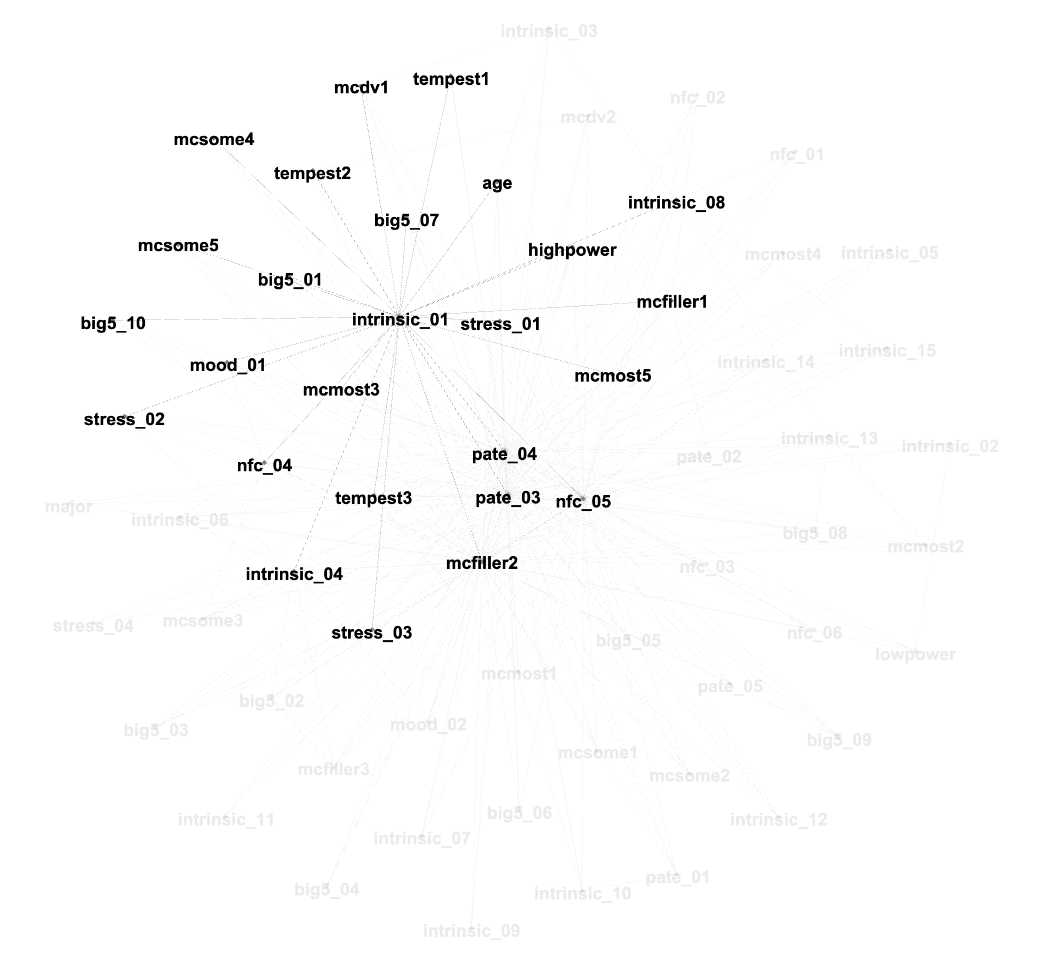 intrinsic_03
tempest1
mcdv1
nfc_02
mcdv2
mcsome4
nfc_01
tempest2
age
intrinsic_08
big5_07
mcsome5
highpower
intrinsic_05
mcmost4
big5_01
mcfiller1
intrinsic_01
big5_10
stress_01
intrinsic_15
intrinsic_14
mood_01
mcmost5
mcmost3
stress_02
intrinsic_13
intrinsic_02
pate_04
pate_02
nfc_04
tempest3
pate_03
nfc_05
major
intrinsic_06
big5_08
mcmost2
mcfiller2
nfc_03
intrinsic_04
mcsome3
stress_04
stress_03
nfc_06
big5_05
lowpower
mcmost1
pate_05
big5_02
mood_02
big5_03
big5_09
mcsome1
mcfiller3
mcsome2
big5_06
intrinsic_11
intrinsic_12
intrinsic_07
pate_01
big5_04
intrinsic_10
intrinsic_09